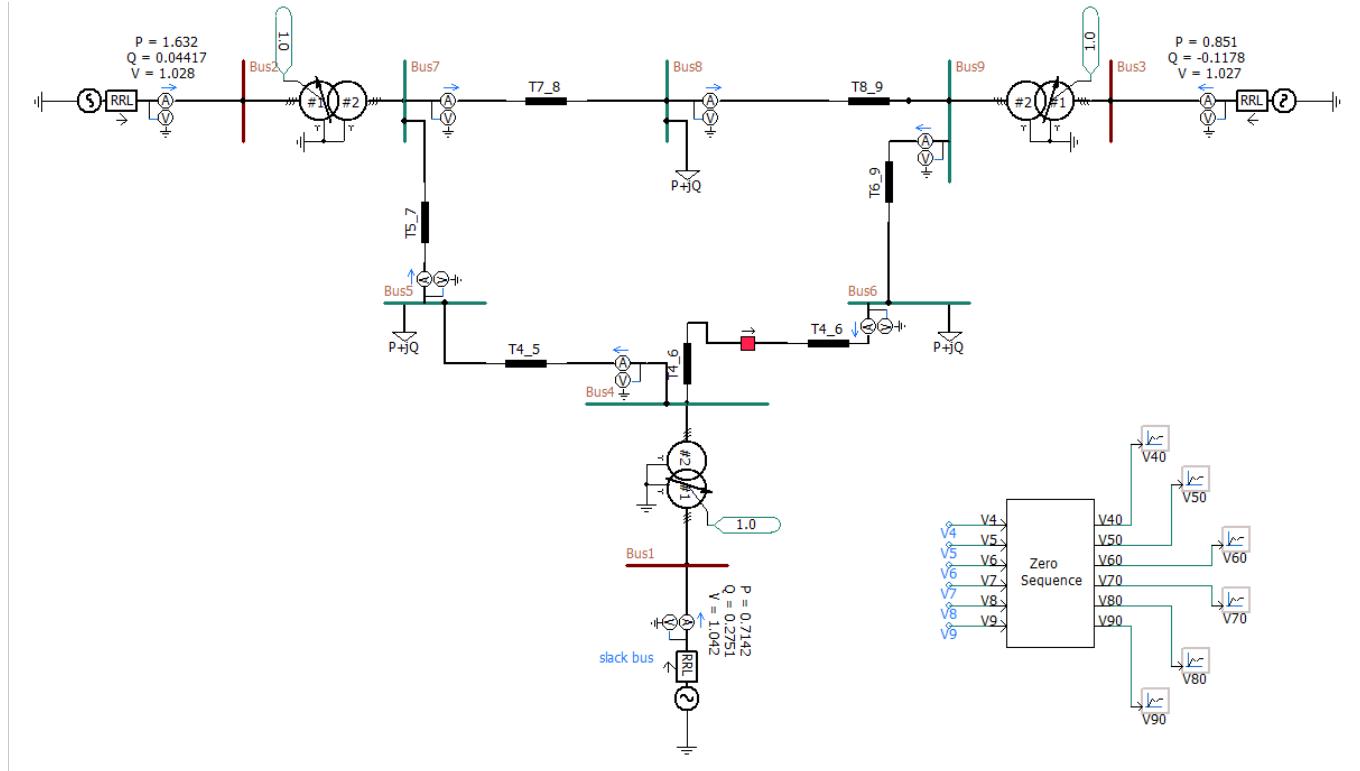 P = 1.632
Q = 0.04417
V = 1.028
1.0
1.0
P = 0.851
Q = -0.1178
V = 1.027
Bus2
Bus7
Bus8
Bus9
Bus3
RRL
A
V
#1
#2
A
V
T7_8
A
V
T8_9
#2
#1
A
V
RRL
A
V
P+jQ
T6_9
T5_7
A
V
Bus5
Bus6
P+jQ
T4_5
A
V
T4_6
T4_6
A
V
P+jQ
Bus4
#2
#1
1.0
Bus1
P = 0.7142
Q = 0.2751
V = 1.042
V
A
slack bus
RRL
V4
V5
V6
V7
V8
V9
V4
V5
V6
V7
V8
V9
Zero
Sequence
V40
V50
V60
V70
V80
V90
V40
V50
V60
V70
V80
V90